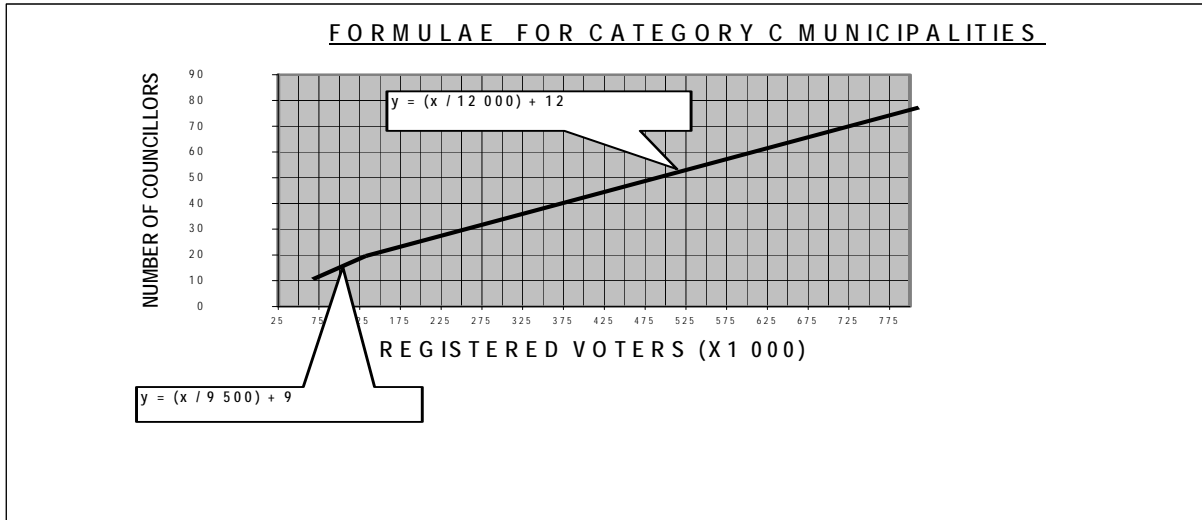 FORMULAE FOR CATEGORY C MUNICIPALITIES
90
80
70
60
50
40
30
20
10
0
NUMBER OF COUNCILLORS
y = (x / 12 000) + 12
25 75 25 175 225 275 325 375 425 475 525 575 625 675 725 775
REGISTERED VOTERS (X1 000)
y = (x / 9 500) + 9